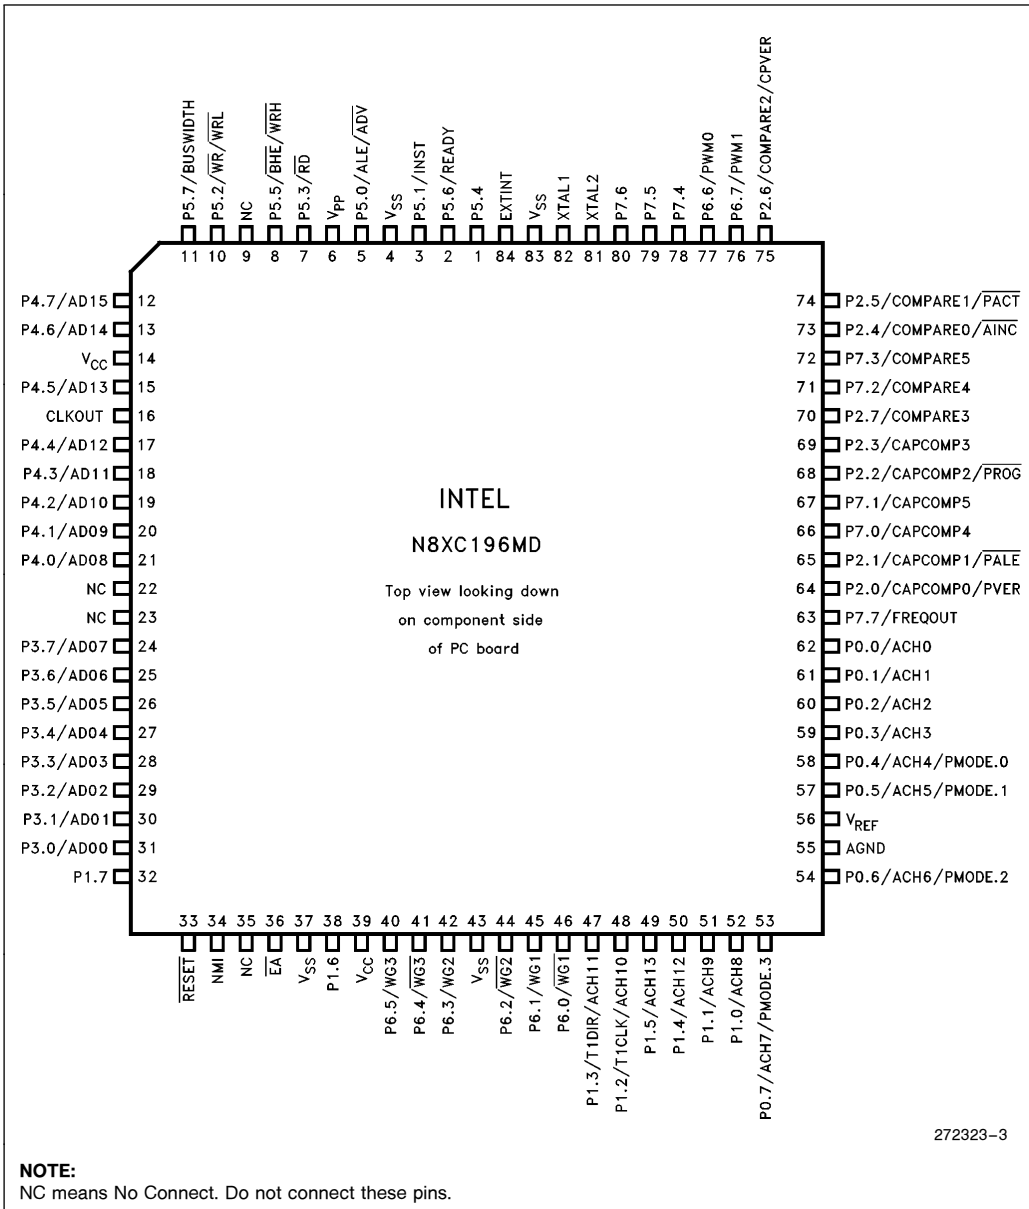 P5.7/BUSWIDTH
P5.2/W̅R̅/W̅R̅L̅
NC
P5.5/B̅H̅E̅/W̅R̅H̅
P5.3/R̅D̅
VPP
P5.0/ALE/A̅D̅V̅
VSS
P5.1/INST
P5.6/READY
P5.4
EXTINT
VSS
XTAL1
XTAL2
P7.6
P7.5
P7.4
P6.6/PWM0
P6.7/PWM1
P2.6/COMPARE2/CPVER
11 10 9 8 7 6 5 4 3 2 1 84 83 82 81 80 79 78 77 76 75
P4.7/AD15 12
P4.6/AD14 13
VCC 14
P4.5/AD13 15
CLKOUT 16
P4.4/AD12 17
P4.3/AD11 18
P4.2/AD10 19
P4.1/AD09 20
P4.0/AD08 21
NC 22
NC 23
P3.7/AD07 24
P3.6/AD06 25
P3.5/AD05 26
P3.4/AD04 27
P3.3/AD03 28
P3.2/AD02 29
P3.1/AD01 30
P3.0/AD00 31
P1.7 32
INTEL
N8XC196MD
Top view looking down
on component side
of PC board
74 P2.5/COMPARE1/P̅A̅C̅T̅
73 P2.4/COMPARE0/A̅I̅N̅C̅
72 P7.3/COMPARE5
71 P7.2/COMPARE4
70 P2.7/COMPARE3
69 P2.3/CAPCOMP3
68 P2.2/CAPCOMP2/P̅R̅O̅G̅
67 P7.1/CAPCOMP5
66 P7.0/CAPCOMP4
65 P2.1/CAPCOMP1/P̅A̅L̅E̅
64 P2.0/CAPCOMP0/PVER
63 P7.7/FREQOUT
62 P0.0/ACH0
61 P0.1/ACH1
60 P0.2/ACH2
59 P0.3/ACH3
58 P0.4/ACH4/PMODE.0
57 P0.5/ACH5/PMODE.1
56 VREF
55 AGND
54 P0.6/ACH6/PMODE.2
33 34 35 36 37 38 39 40 41 42 43 44 45 46 47 48 49 50 51 52 53
R̅E̅S̅E̅T̅
NMI
NC
E̅A̅
VSS
P1.6
VCC
P6.5/WG3
P6.4/W̅G̅3̅
P6.3/WG2
VSS
P6.2/W̅G̅2̅
P6.1/WG1
P6.0/W̅G̅1̅
P1.3/T1DIR/ACH11
P1.2/T1CLK/ACH10
P1.5/ACH13
P1.4/ACH12
P1.1/ACH9
P1.0/ACH8
P0.7/ACH7/PMODE.3
272323–3
NOTE:
NC means No Connect. Do not connect these pins.